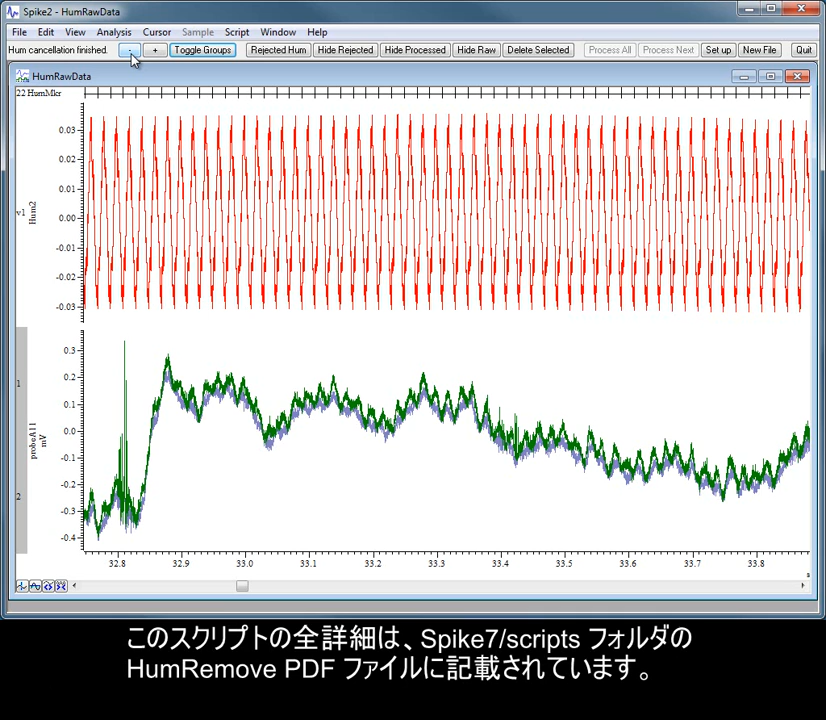 Spike2 - HumRawData
File Edit View Analysis Cursor Sample Script Window Help
Hum cancellation finished. - + Toggle Groups Rejected Hum Hide Rejected Hide Processed Hide Raw Delete Selected Process All Process Next Set up New File Quit
HumRawData
22 HumMkr
0.03
0.02
0.01
v1 Hum2 0.00
-0.01
-0.02
-0.03
0.3
1 0.2
0.1
probeA11 mV 0.0
-0.1
2 -0.2
-0.3
-0.4
32.8 32.9 33.0 33.1 33.2 33.3 33.4 33.5 33.6 33.7 33.8
s
このスクリプトの全詳細は、Spike7/scripts フォルダの
HumRemove PDF ファイルに記載されています。